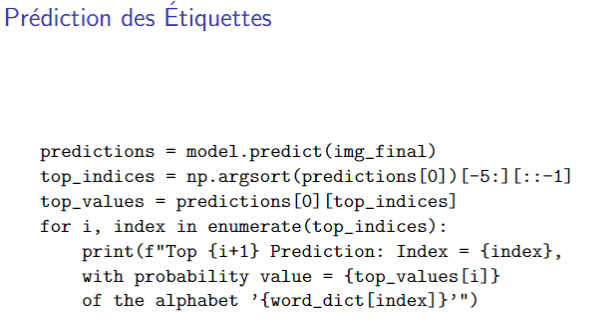 Prédiction des Étiquettes
predictions = model.predict(img_final)
top_indices = np.argsort(predictions[0])[-5:][::-1]
top_values = predictions[0][top_indices]
for i, index in enumerate(top_indices):
    print(f"Top {i+1} Prediction: Index = {index},
    with probability value = {top_values[i]}
    of the alphabet ’{word_dict[index]}’")